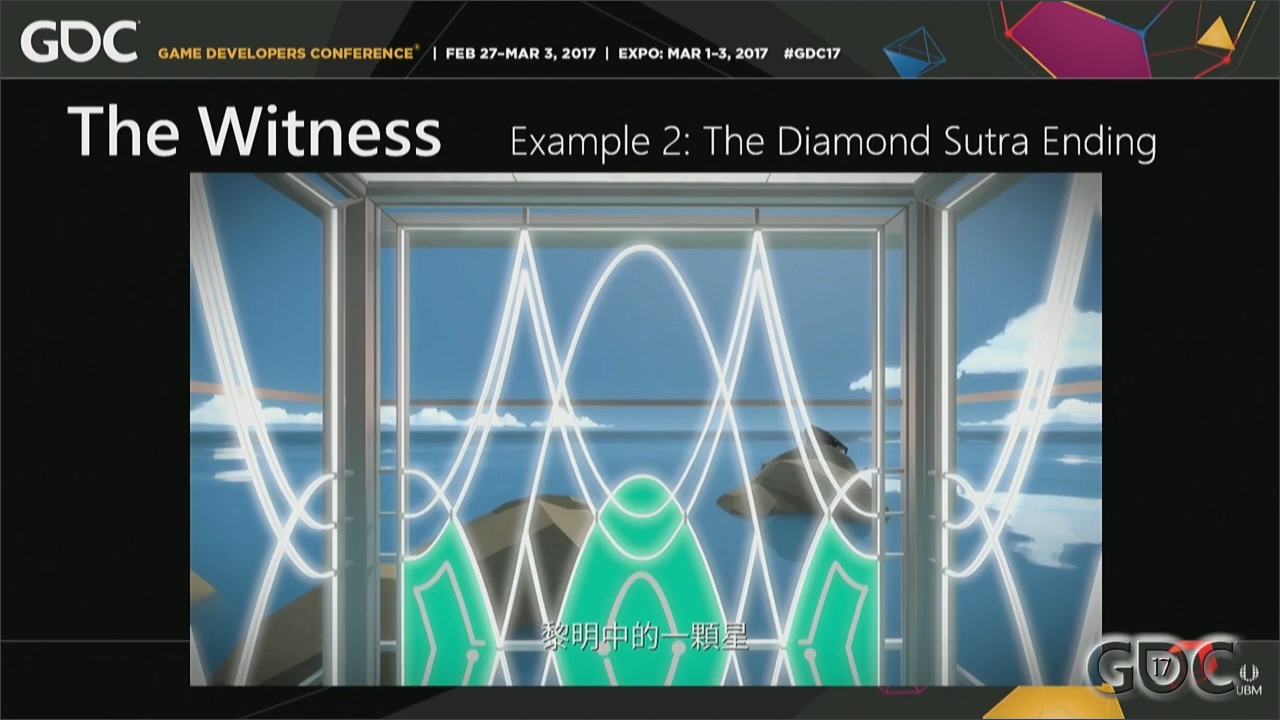 GDC GAME DEVELOPERS CONFERENCE® | FEB 27–MAR 3, 2017 | EXPO: MAR 1–3, 2017 #GDC17
The Witness Example 2: The Diamond Sutra Ending
黎明中的一顆星
GDC 17
UBM